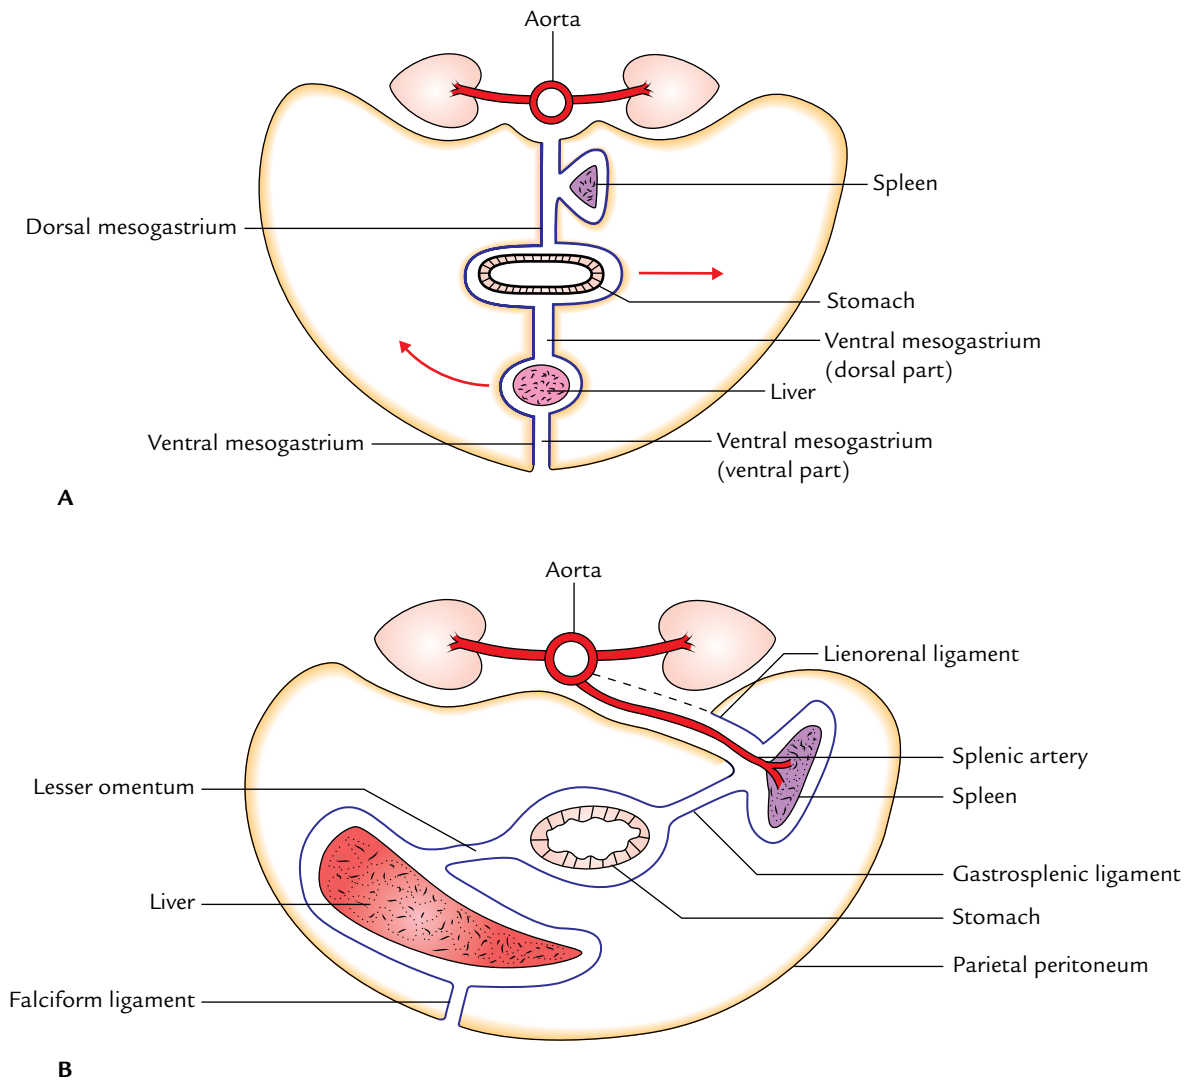 Aorta
Spleen
Dorsal mesogastrium
Stomach
Ventral mesogastrium
(dorsal part)
Liver
Ventral mesogastrium
Ventral mesogastrium
(ventral part)
A
Aorta
Lienorenal ligament
Splenic artery
Lesser omentum
Spleen
Gastrosplenic ligament
Liver
Stomach
Parietal peritoneum
Falciform ligament
B